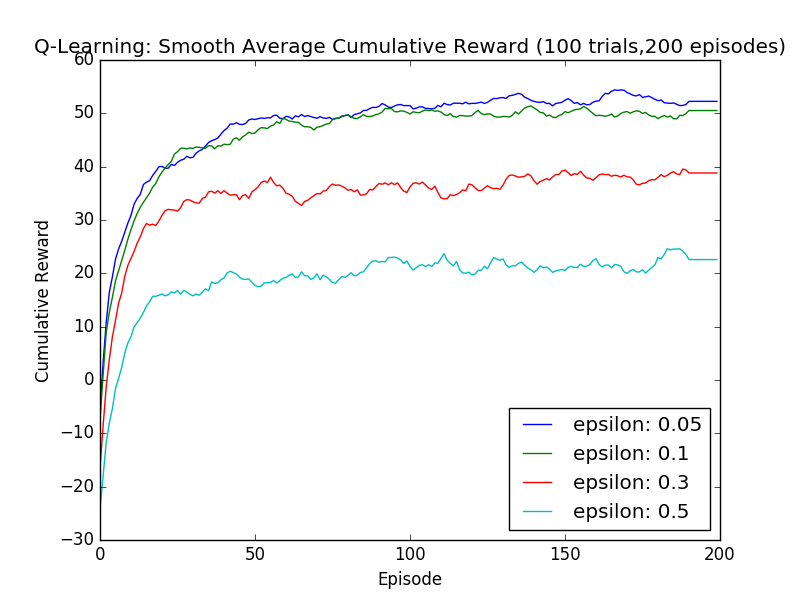 Q-Learning: Smooth Average Cumulative Reward (100 trials,200 episodes)
60
50
40
30
20
10
0
−10
−20
−30
Cumulative Reward
0 50 100 150 200
Episode
epsilon: 0.05
epsilon: 0.1
epsilon: 0.3
epsilon: 0.5